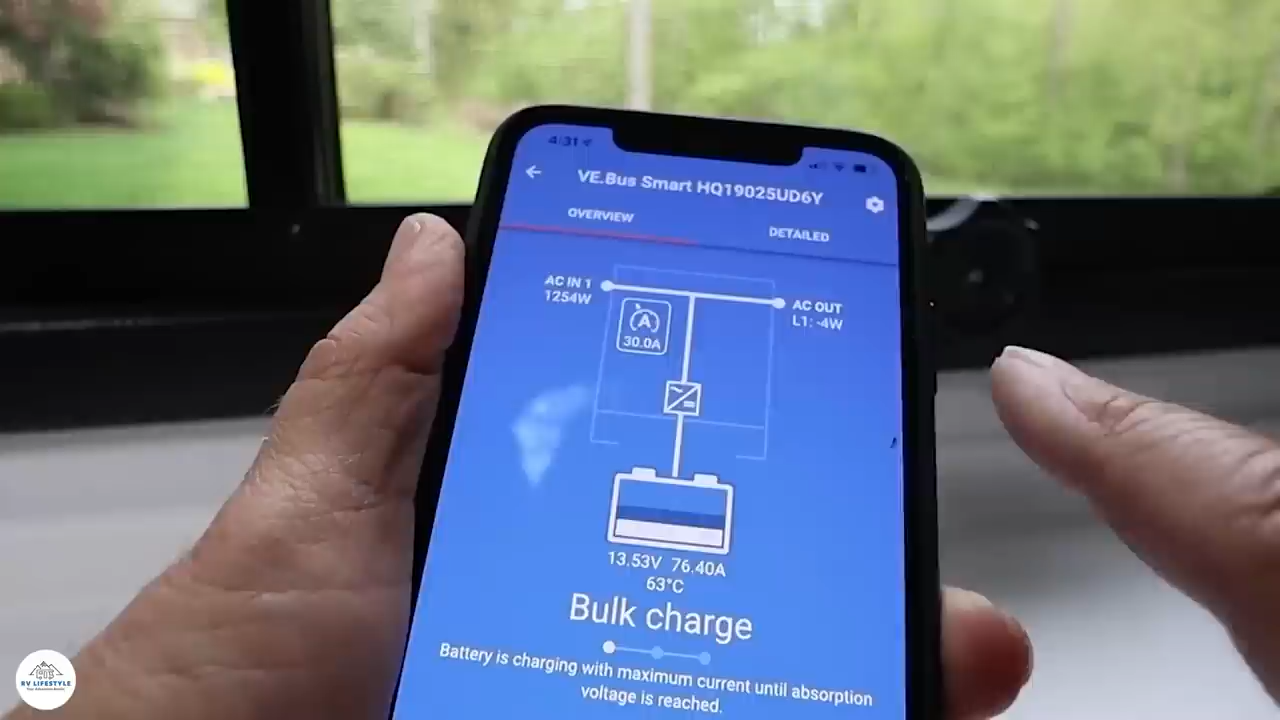 4:31
VE.Bus Smart HQ19025UD6Y
OVERVIEW
DETAILED
AC IN 1
1254W
A
30.0A
AC OUT
L1: -4W
13.53V 76.40A
63°C
Bulk charge
Battery is charging with maximum current until absorption
voltage is reached.
RV LIFESTYLE